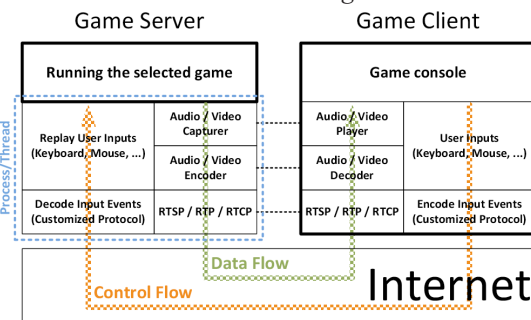 Game Server
Game Client
Running the selected game
Game console
Process/Thread
Replay User Inputs
(Keyboard, Mouse, ...)
Audio / Video
Capturer
Audio / Video
Encoder
Decode Input Events
(Customized Protocol)
RTSP / RTP / RTCP
Audio / Video
Player
Audio / Video
Decoder
User Inputs
(Keyboard, Mouse, ...)
RTSP / RTP / RTCP
Encode Input Events
(Customized Protocol)
Data Flow
Control Flow
Internet